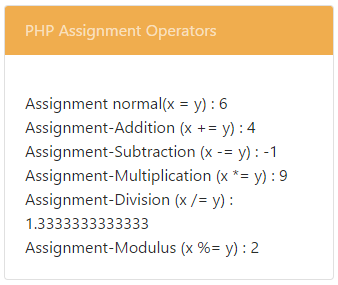 PHP Assignment Operators
Assignment normal(x = y) : 6
Assignment-Addition (x += y) : 4
Assignment-Subtraction (x -= y) : -1
Assignment-Multiplication (x *= y) : 9
Assignment-Division (x /= y) :
1.3333333333333
Assignment-Modulus (x %= y) : 2